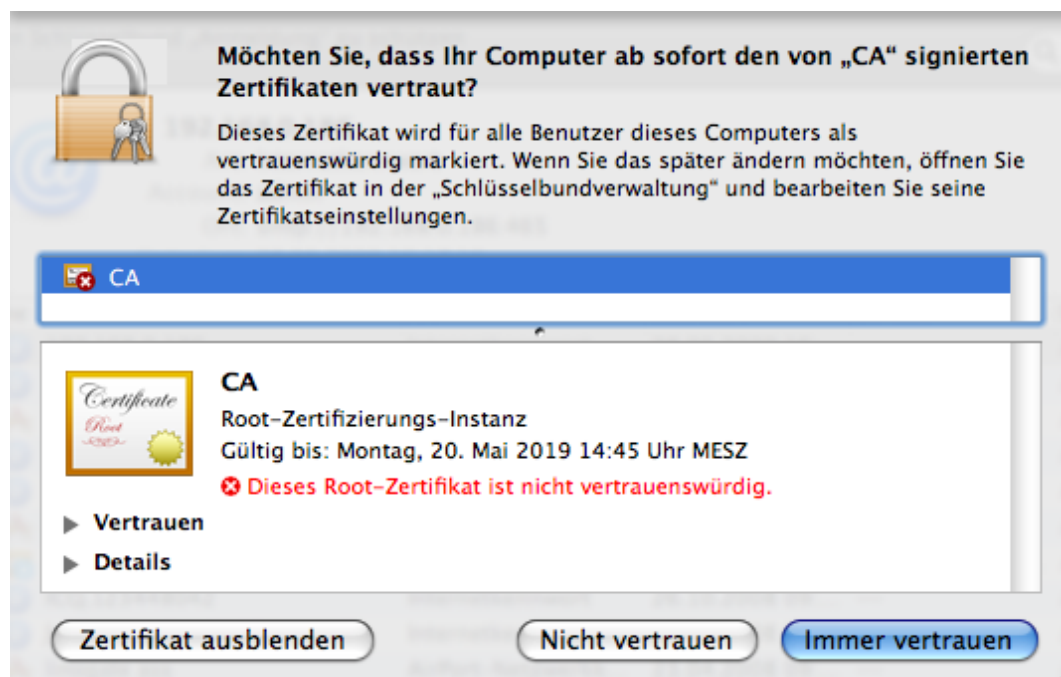 Möchten Sie, dass Ihr Computer ab sofort den von „CA“ signierten
Zertifikaten vertraut?
Dieses Zertifikat wird für alle Benutzer dieses Computers als
vertrauenswürdig markiert. Wenn Sie das später ändern möchten, öffnen Sie
das Zertifikat in der „Schlüsselbundverwaltung“ und bearbeiten Sie seine
Zertifikatseinstellungen.
CA
Certificate
Root
CA
Root-Zertifizierungs-Instanz
Gültig bis: Montag, 20. Mai 2019 14:45 Uhr MESZ
Dieses Root-Zertifikat ist nicht vertrauenswürdig.
Vertrauen
Details
Zertifikat ausblenden
Nicht vertrauen
Immer vertrauen